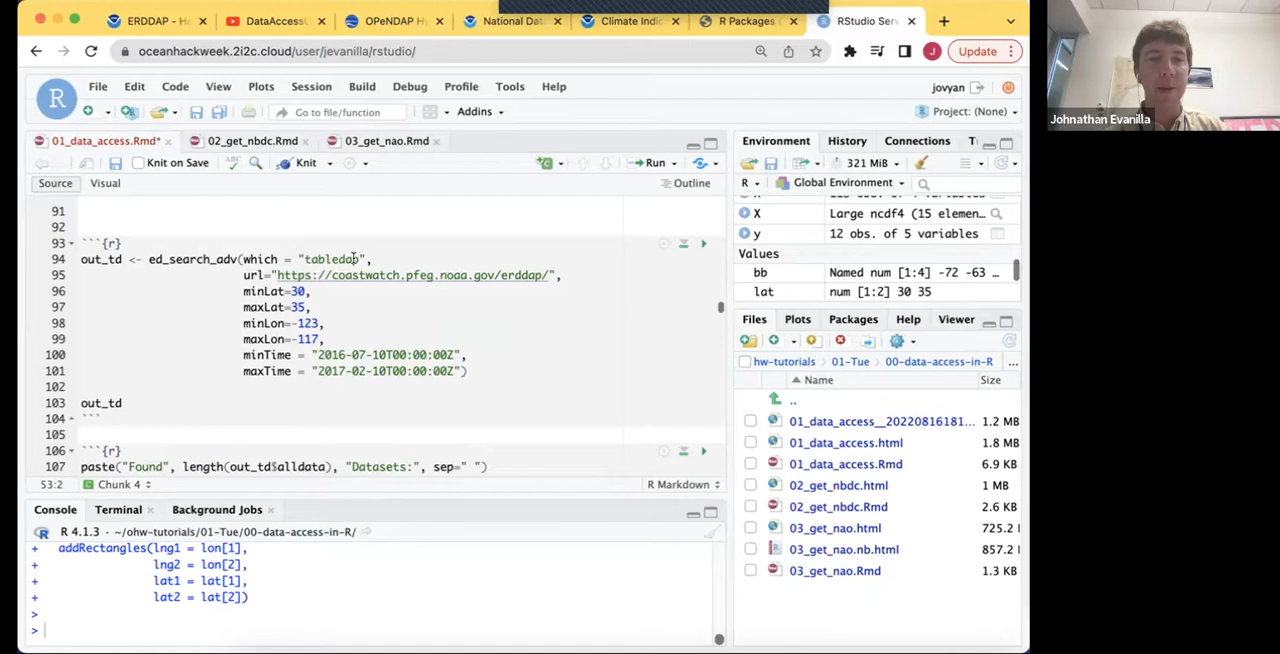 ERDDAP - Ho
DataAccessU
OPeNDAP Hy
National Dat
Climate Indic
R Packages f
RStudio Serv
oceanhackweek.2i2c.cloud/user/jevanilla/rstudio/
J
Update
R
File Edit Code View Plots Session Build Debug Profile Tools Help
jovyan
Go to file/function
Addins
Project: (None)
01_data_access.Rmd*
02_get_nbdc.Rmd
03_get_nao.Rmd
Knit on Save
ABC
Knit
Run
Source
Visual
Outline
91
92
93 ```{r}
94 out_td <- ed_search_adv(which = "tabledap",
95 url="https://coastwatch.pfeg.noaa.gov/erddap/",
96 minLat=30,
97 maxLat=35,
98 minLon=-123,
99 maxLon=-117,
100 minTime = "2016-07-10T00:00:00Z",
101 maxTime = "2017-02-10T00:00:00Z")
102
103 out_td
104 ```
105
106 ```{r}
107 paste("Found", length(out_td$alldata), "Datasets:", sep=" ")
53:2
Chunk 4
R Markdown
Console
Terminal
Background Jobs
R 4.1.3 · ~/ohw-tutorials/01-Tue/00-data-access-in-R/
+ addRectangles(lng1 = lon[1],
+ lng2 = lon[2],
+ lat1 = lat[1],
+ lat2 = lat[2])
>
>
Environment
History
Connections
321 MiB
R
Global Environment
X Large ncdf4 (15 elemen…
y 12 obs. of 5 variables
Values
bb Named num [1:4] -72 -63 …
lat num [1:2] 30 35
Files
Plots
Packages
Help
Viewer
hw-tutorials
01-Tue
00-data-access-in-R
...
Name
Size
..
01_data_access__20220816181... 1.2 MB
01_data_access.html 1.8 MB
01_data_access.Rmd 6.9 KB
02_get_nbdc.html 1 MB
02_get_nbdc.Rmd 2.6 KB
03_get_nao.html 725.2
03_get_nao.nb.html 857.2
03_get_nao.Rmd 1.3 KB
Johnathan Evanilla